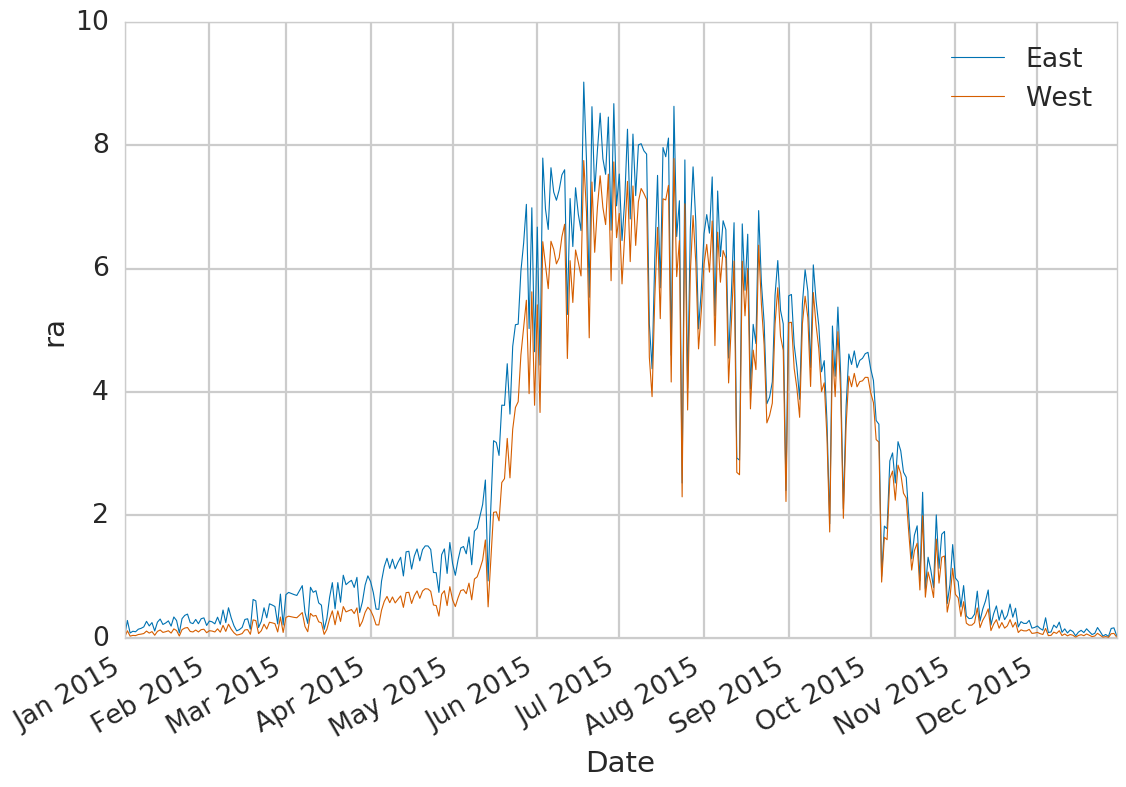 10
8
6
4
2
0
ra
East
West
Jan 2015
Feb 2015
Mar 2015
Apr 2015
May 2015
Jun 2015
Jul 2015
Aug 2015
Sep 2015
Oct 2015
Nov 2015
Dec 2015
Date